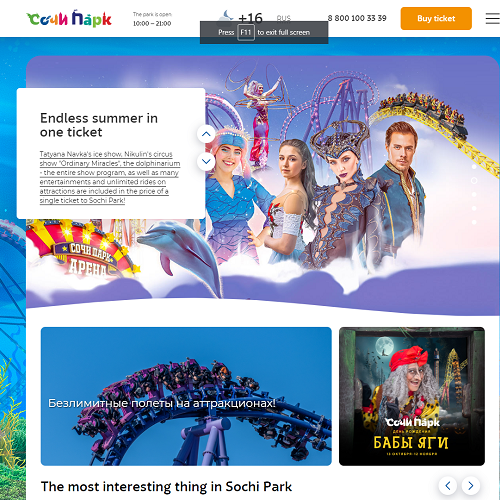 Сочи Парк
The park is open
10:00 – 21:00
+16
RUS
8 800 100 33 39
Buy ticket
Press F11 to exit full screen
Endless summer in
one ticket
Tatyana Navka's ice show, Nikulin's circus
show "Ordinary Miracles", the dolphinarium
- the entire show program, as well as many
entertainments and unlimited rides on
attractions are included in the price of a
single ticket to Sochi Park!
СОЧИ ПАРК
АРЕНА
Безлимитные полеты на аттракционах!
Сочи Парк
ДЕНЬ РОЖДЕНИЯ
БАБЫ ЯГИ
The most interesting thing in Sochi Park